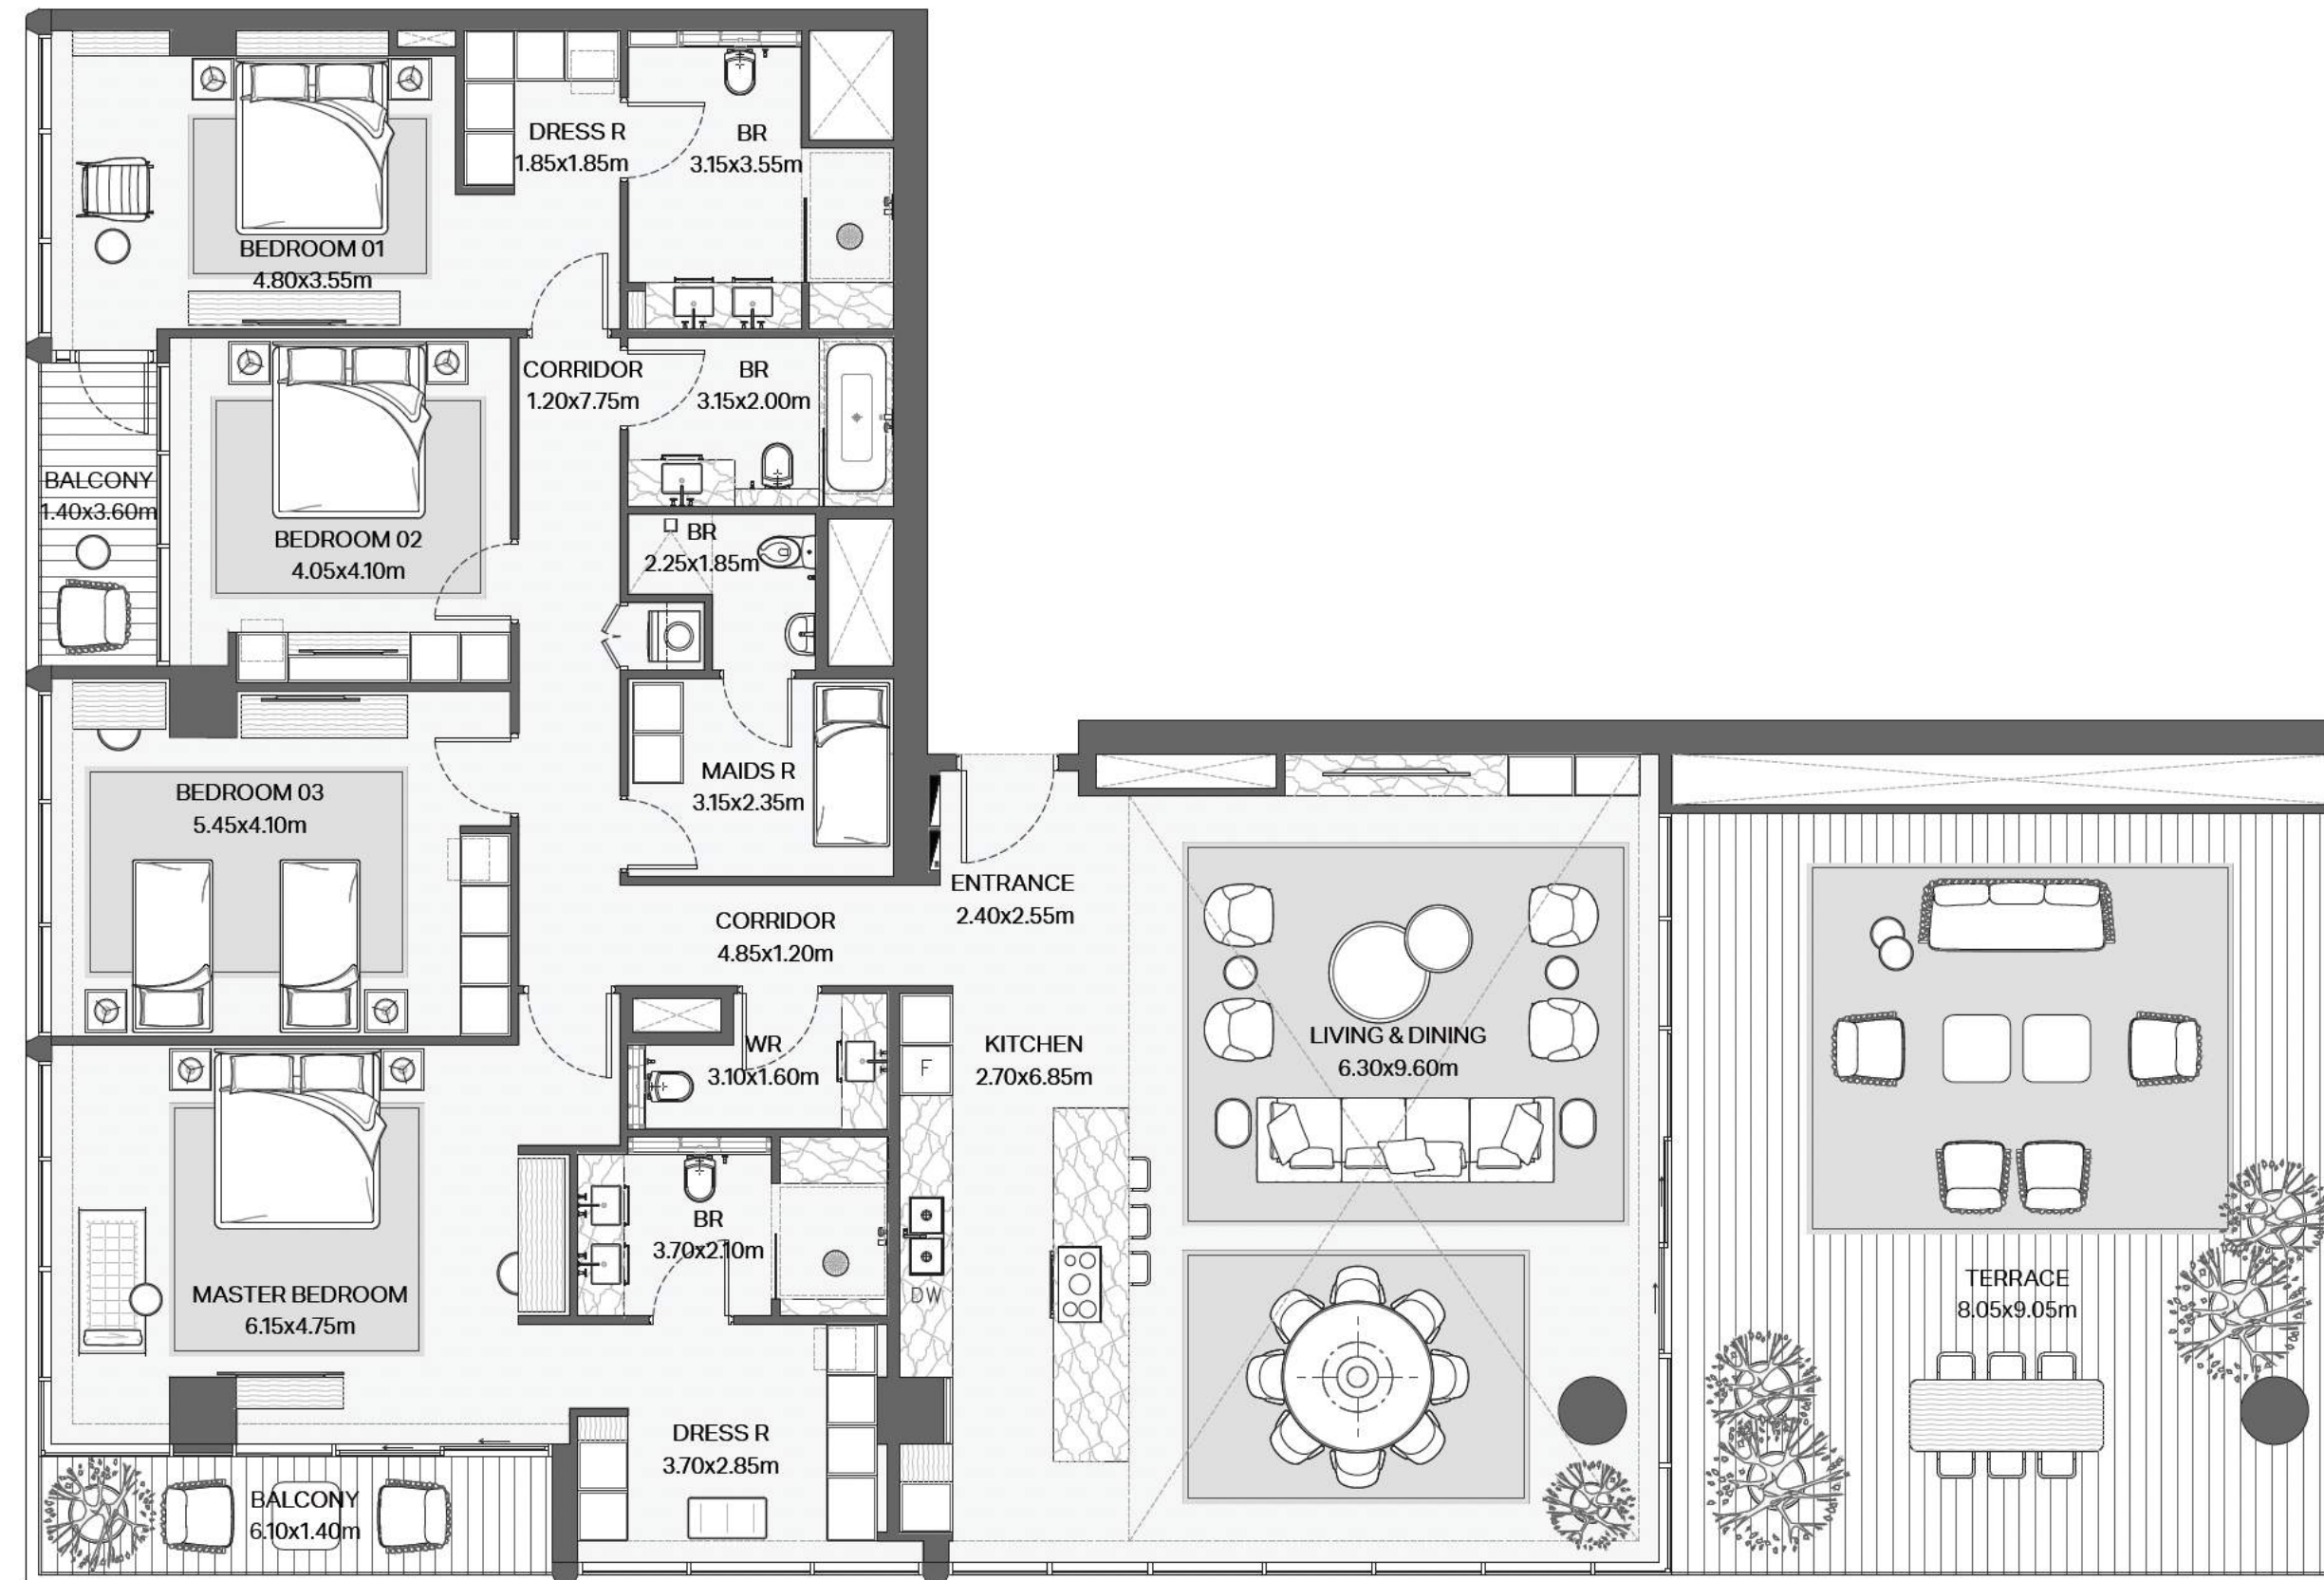 DRESS R
1.85x1.85m
BR
3.15x3.55m
BEDROOM 01
4.80x3.55m
CORRIDOR
1.20x7.75m
BR
3.15x2.00m
BALCONY
1.40x3.60m
BEDROOM 02
4.05x4.10m
BR
2.25x1.85m
MAIDS R
3.15x2.35m
BEDROOM 03
5.45x4.10m
ENTRANCE
2.40x2.55m
CORRIDOR
4.85x1.20m
WR
3.10x1.60m
F
KITCHEN
2.70x6.85m
LIVING & DINING
6.30x9.60m
BR
3.70x2.10m
MASTER BEDROOM
6.15x4.75m
DW
TERRACE
8.05x9.05m
DRESS R
3.70x2.85m
BALCONY
6.10x1.40m